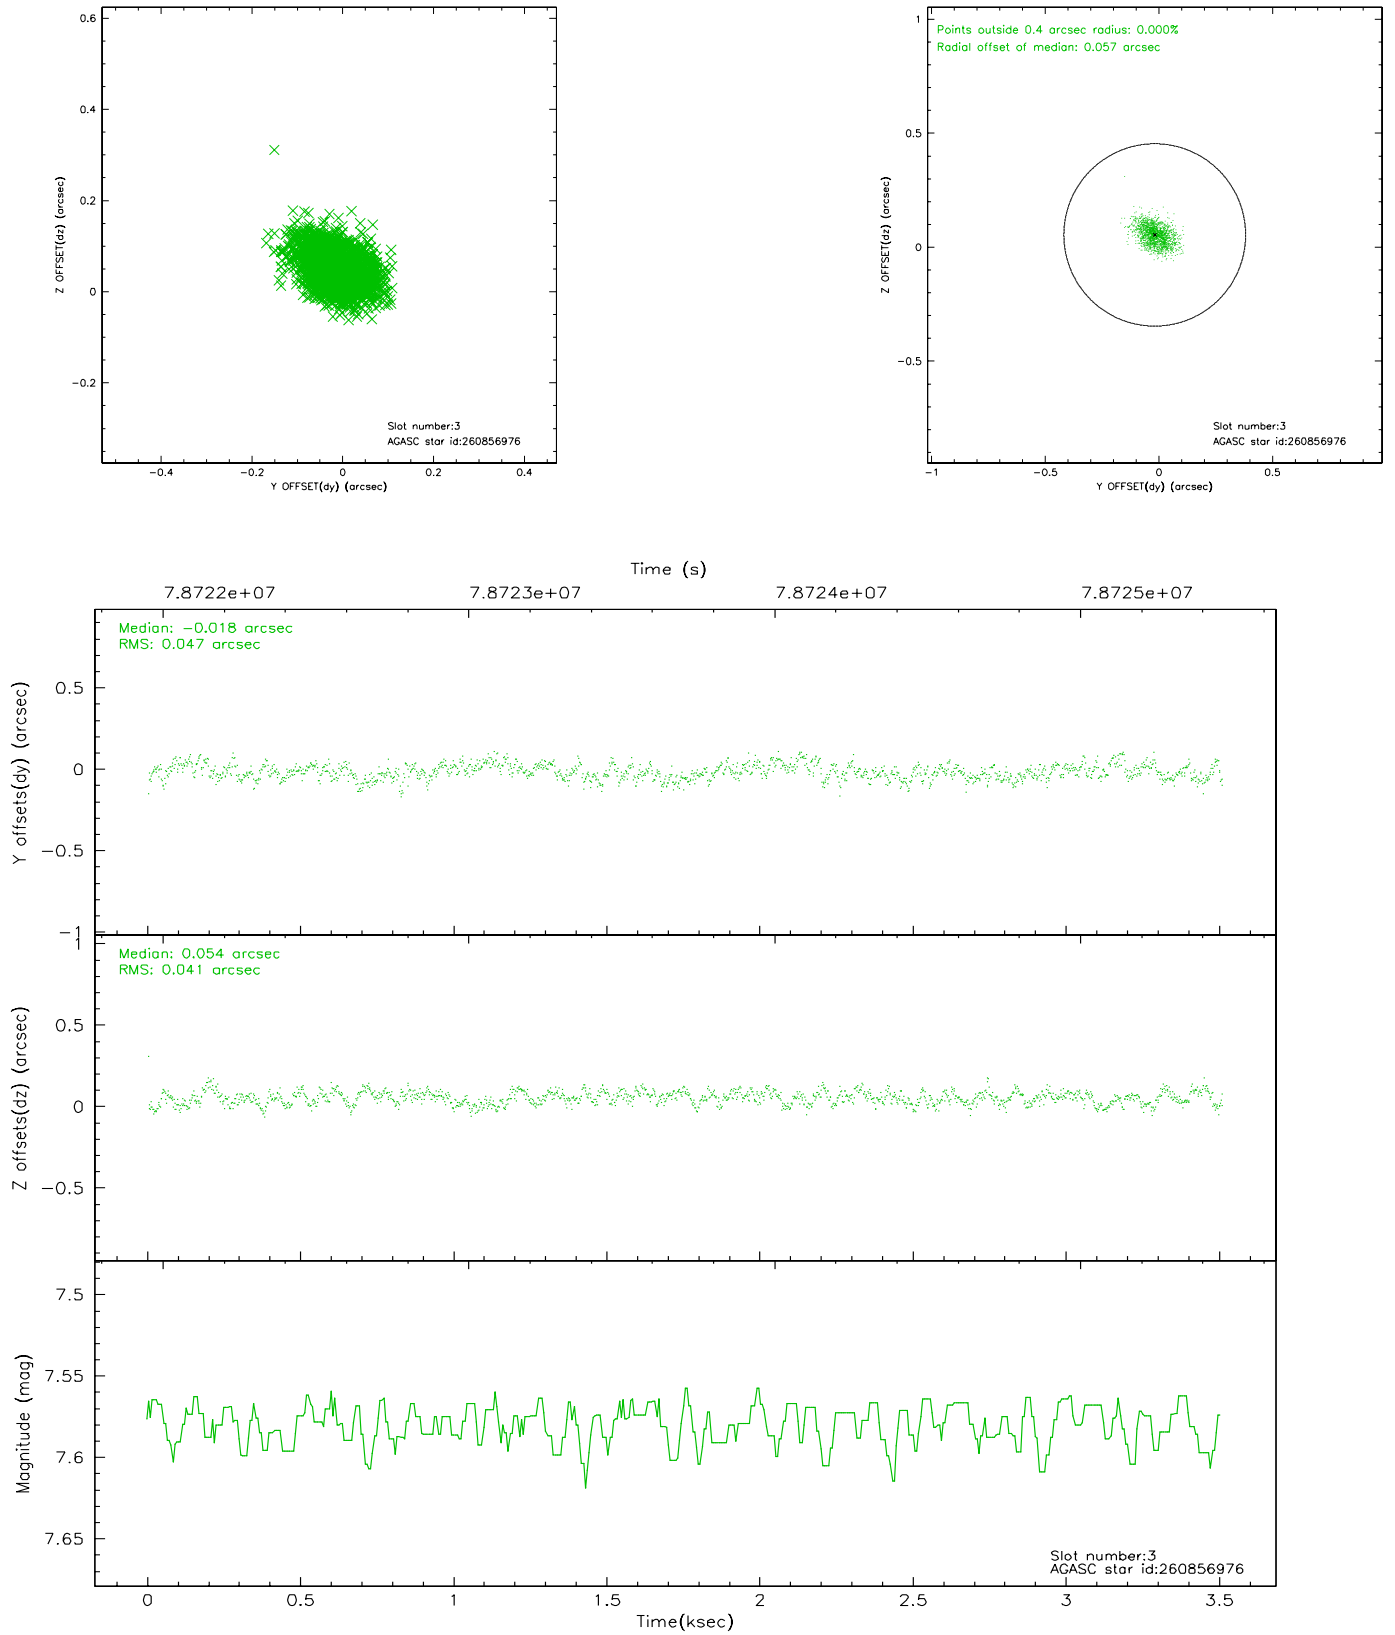 0.6
0.4
0.2
0
−0.2
Z OFFSET(dz) (arcsec)
Slot number:3
AGASC star id:260856976
−0.4 −0.2 0 0.2 0.4
Y OFFSET(dy) (arcsec)
Points outside 0.4 arcsec radius: 0.000%
Radial offset of median: 0.057 arcsec
1
0.5
0
−0.5
Z OFFSET(dz) (arcsec)
Slot number:3
AGASC star id:260856976
−1 −0.5 0 0.5
Y OFFSET(dy) (arcsec)
Time (s)
7.8722e+07 7.8723e+07 7.8724e+07 7.8725e+07
Median: −0.018 arcsec
RMS: 0.047 arcsec
0.5
0
−0.5
−1
Y offsets(dy) (arcsec)
Median: 0.054 arcsec
RMS: 0.041 arcsec
1
0.5
0
−0.5
Z offsets(dz) (arcsec)
7.5
7.55
7.6
7.65
Magnitude (mag)
Slot number:3
AGASC star id:260856976
0 0.5 1 1.5 2 2.5 3 3.5
Time(ksec)